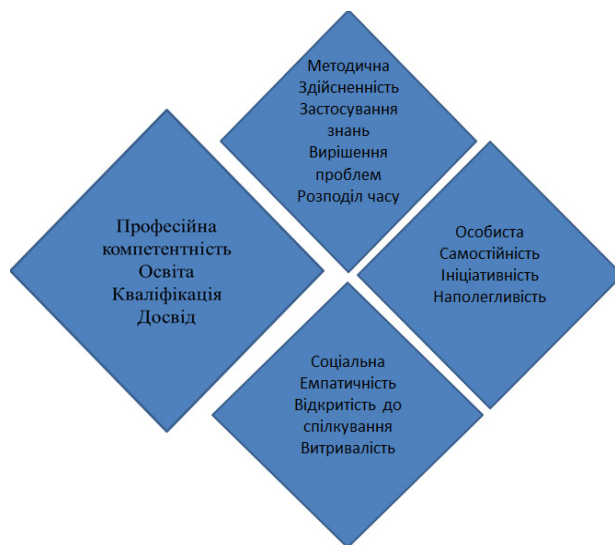 Методична
Здійсненність
Застосування
знань
Вирішення
проблем
Розподіл часу
Професійна
компетентність
Освіта
Кваліфікація
Досвід
Особиста
Самостійність
Ініціативність
Наполегливість
Соціальна
Емпатичність
Відкритість до
спілкування
Витривалість